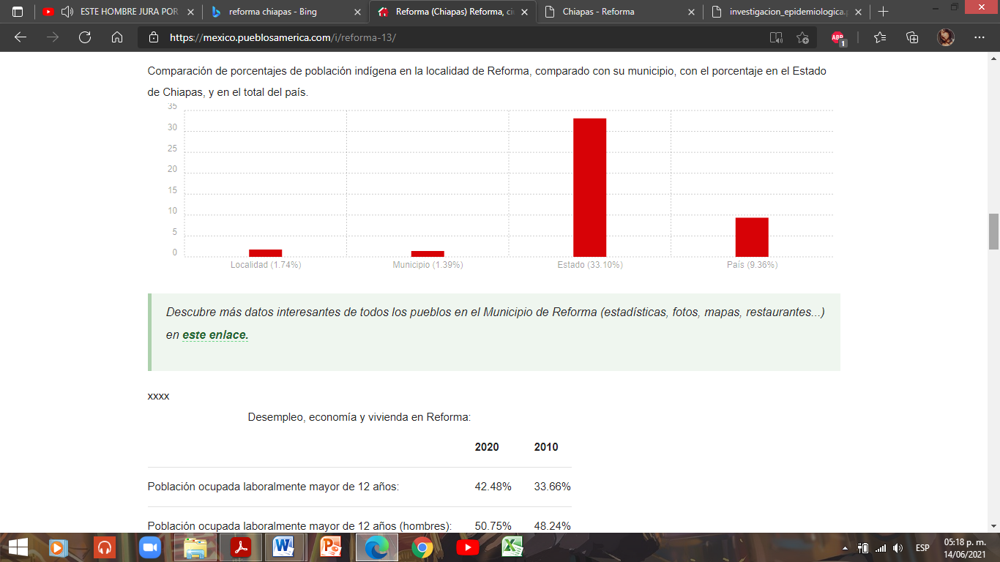 ESTE HOMBRE JURA POR
reforma chiapas - Bing
Reforma (Chiapas) Reforma, ci
Chiapas - Reforma
investigacion_epidemiologica.
https://mexico.pueblosamerica.com/i/reforma-13/
ABP
1
Comparación de porcentajes de población indígena en la localidad de Reforma, comparado con su municipio, con el porcentaje en el Estado
de Chiapas, y en el total del país.
35
30
25
20
15
10
5
0
Localidad (1.74%)
Municipio (1.39%)
Estado (33.10%)
País (9.36%)
Descubre más datos interesantes de todos los pueblos en el Municipio de Reforma (estadísticas, fotos, mapas, restaurantes...)
en este enlace.
xxxx
Desempleo, economía y vivienda en Reforma:
2020 2010
Población ocupada laboralmente mayor de 12 años: 42.48% 33.66%
Población ocupada laboralmente mayor de 12 años (hombres): 50.75% 48.24%
ESP
05:18 p. m.
14/06/2021